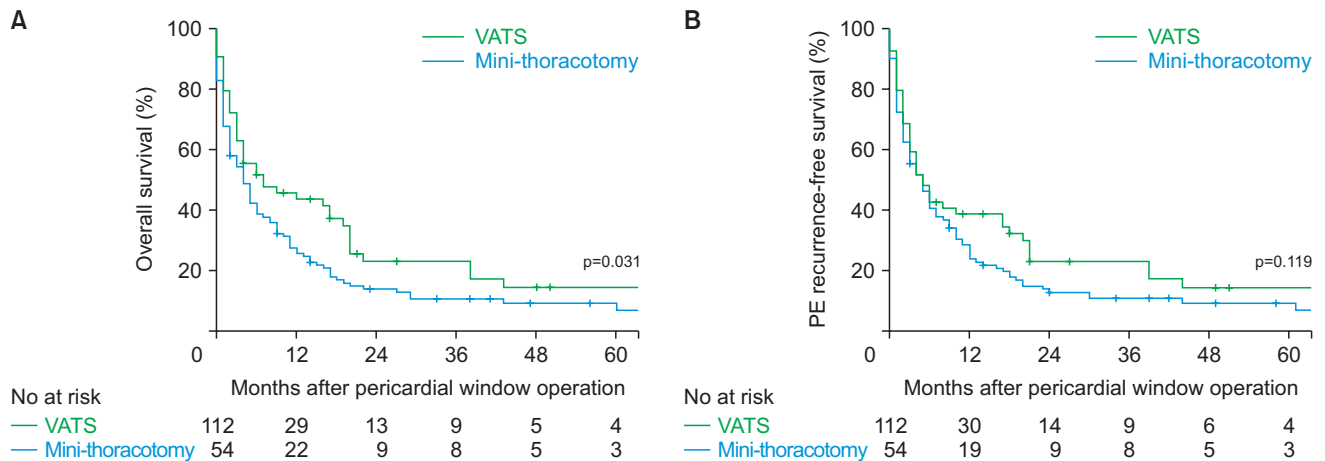 A
Overall survival (%)
100
80
60
40
20
VATS
Mini-thoracotomy
p=0.031
0 12 24 36 48 60
Months after pericardial window operation
No at risk
VATS 112 29 13 9 5 4
Mini-thoracotomy 54 22 9 8 5 3
B
PE recurrence-free survival (%)
100
80
60
40
20
VATS
Mini-thoracotomy
p=0.119
0 12 24 36 48 60
Months after pericardial window operation
No at risk
VATS 112 30 14 9 6 4
Mini-thoracotomy 54 19 9 8 5 3